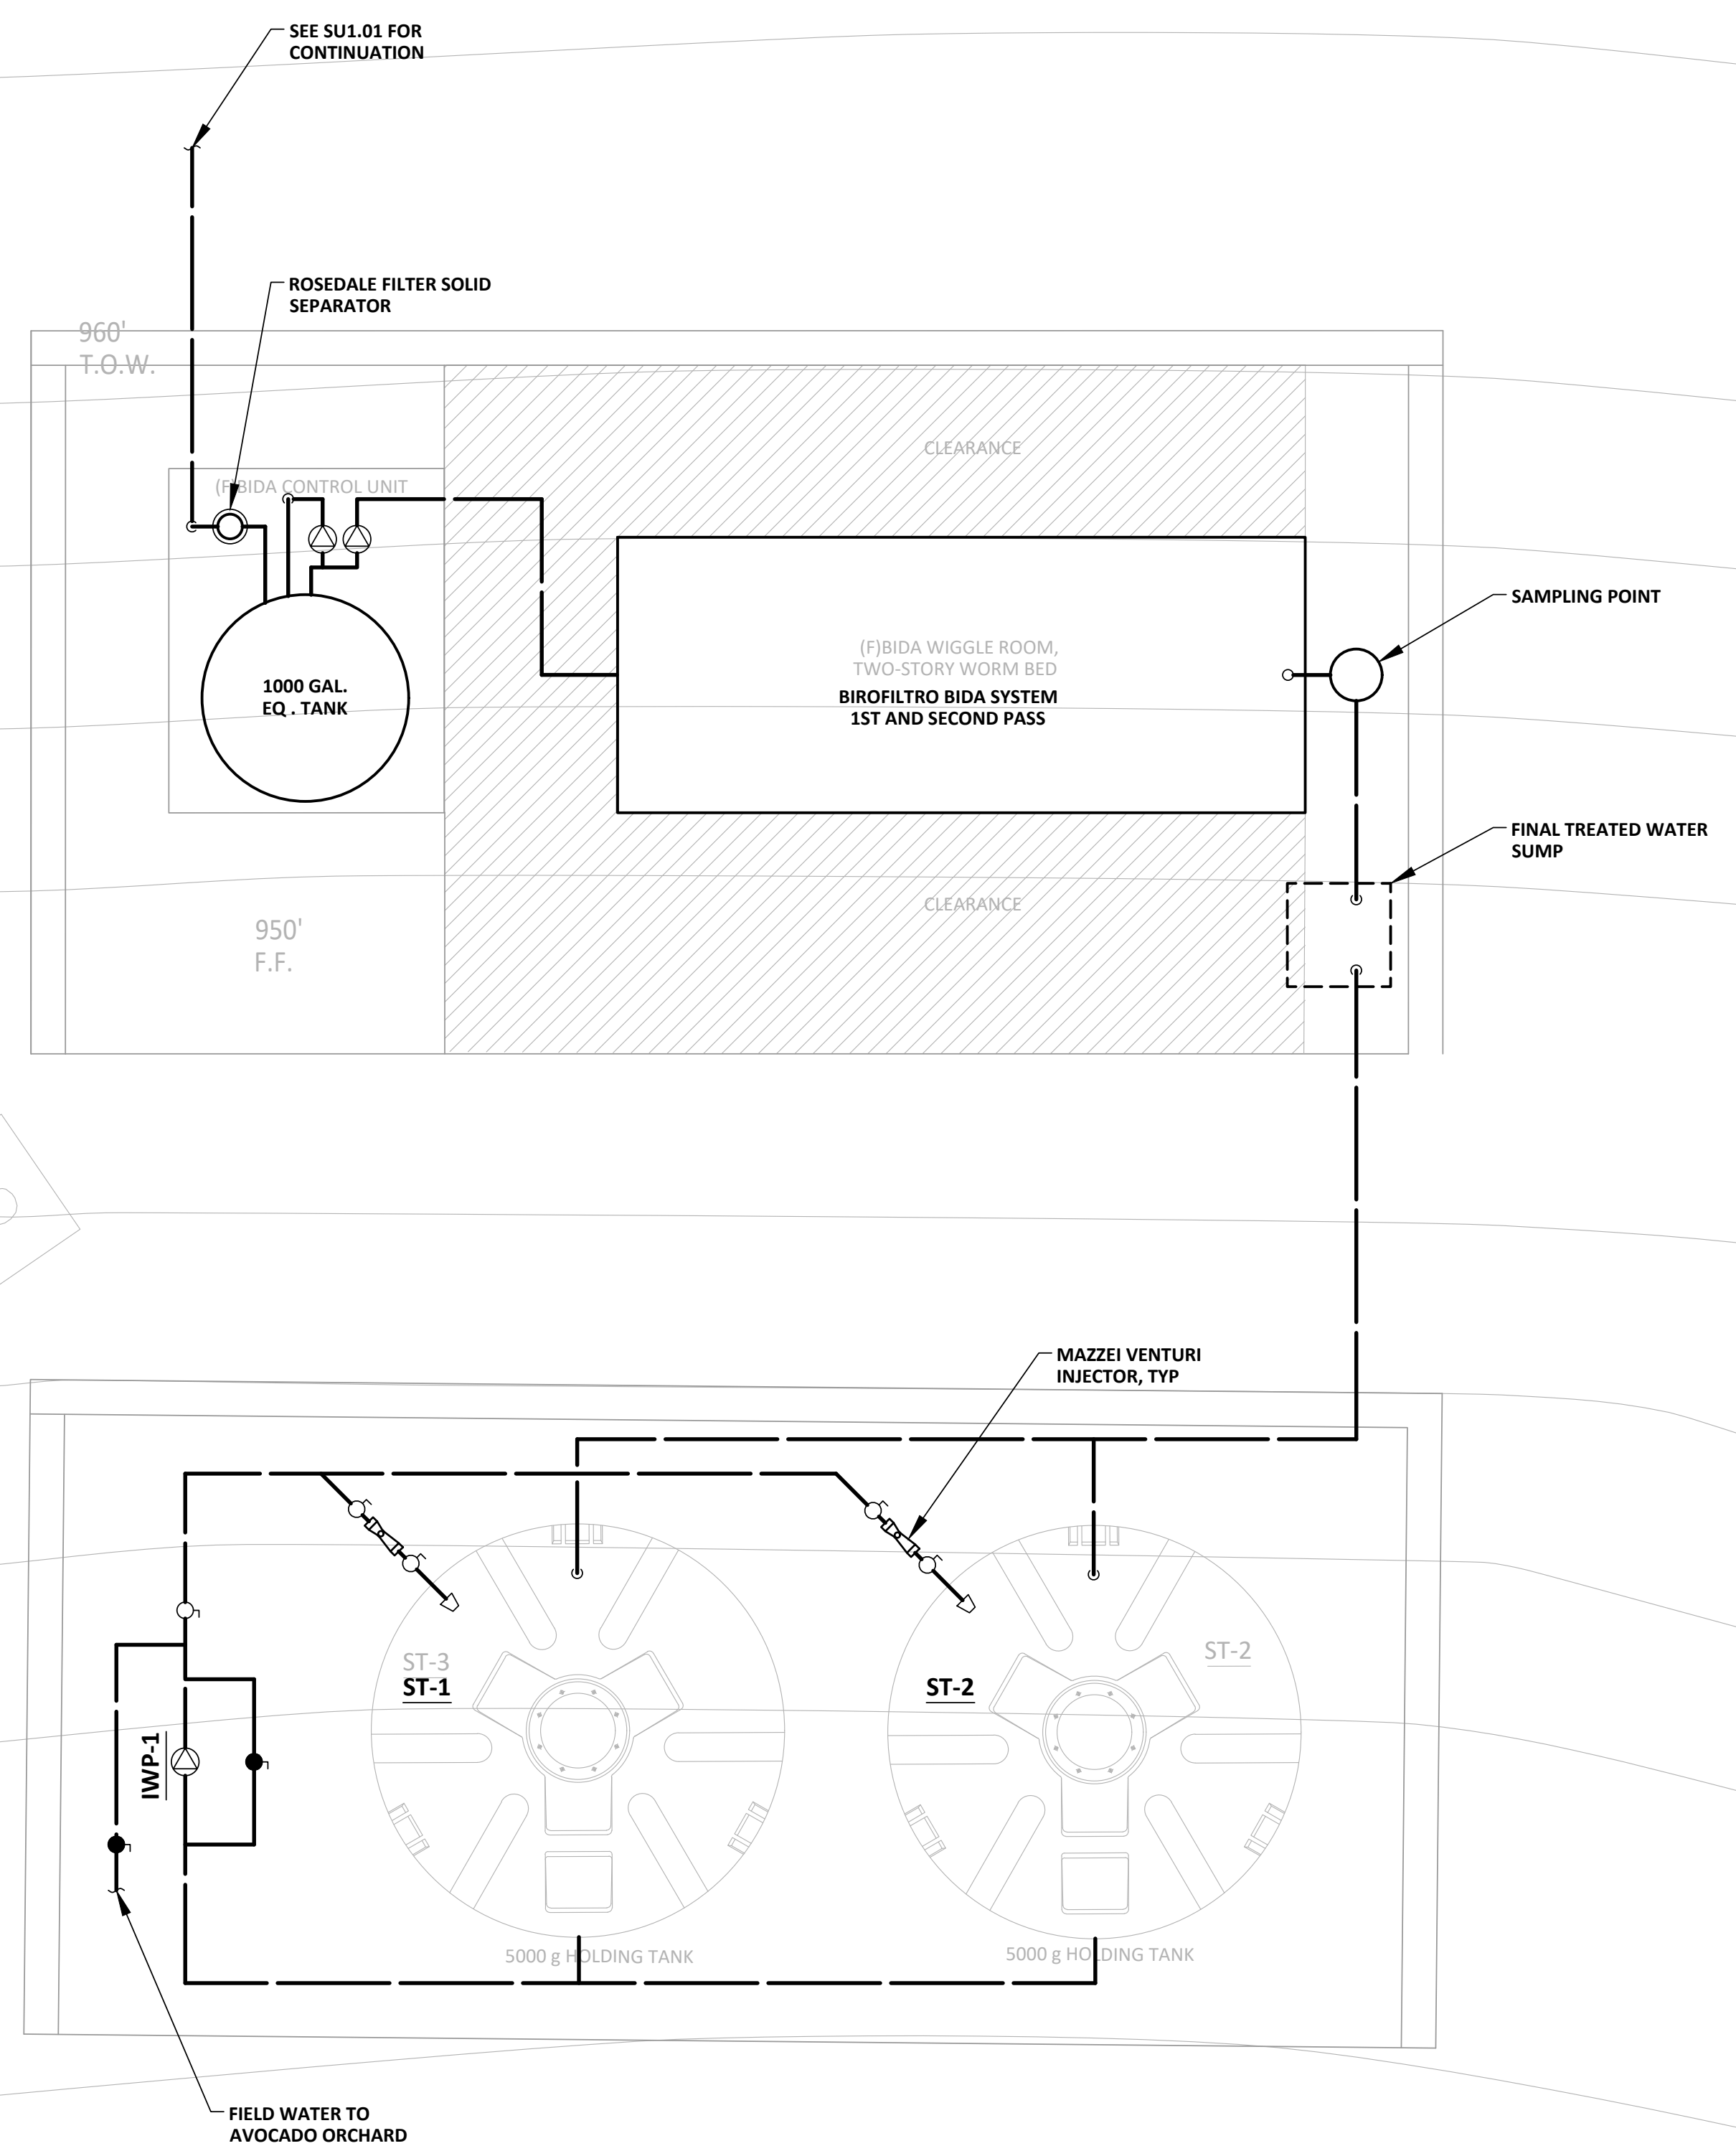 SEE SU1.01 FOR
CONTINUATION
ROSEDALE FILTER SOLID
SEPARATOR
960'
T.O.W.
CLEARANCE
(F)BIDA CONTROL UNIT
SAMPLING POINT
(F)BIDA WIGGLE ROOM,
TWO-STORY WORM BED
BIROFILTRO BIDA SYSTEM
1ST AND SECOND PASS
1000 GAL.
EQ . TANK
FINAL TREATED WATER
SUMP
CLEARANCE
950'
F.F.
MAZZEI VENTURI
INJECTOR, TYP
ST-3
ST-1
ST-2
ST-2
IWP-1
5000 g HOLDING TANK
5000 g HOLDING TANK
FIELD WATER TO
AVOCADO ORCHARD